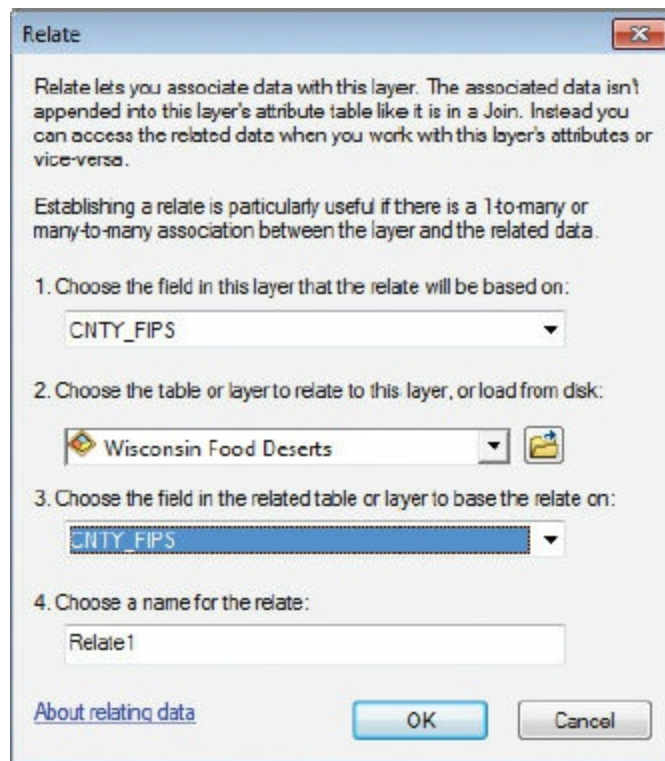 Relate
Relate lets you associate data with this layer. The associated data isn't
appended into this layer's attribute table like it is in a Join. Instead you
can access the related data when you work with this layer's attributes or
vice-versa.
Establishing a relate is particularly useful if there is a 1-to-many or
many-to-many association between the layer and the related data.
1. Choose the field in this layer that the relate will be based on:
CNTY_FIPS
2. Choose the table or layer to relate to this layer, or load from disk:
Wisconsin Food Deserts
3. Choose the field in the related table or layer to base the relate on:
CNTY_FIPS
4. Choose a name for the relate:
Relate1
About relating data
OK
Cancel